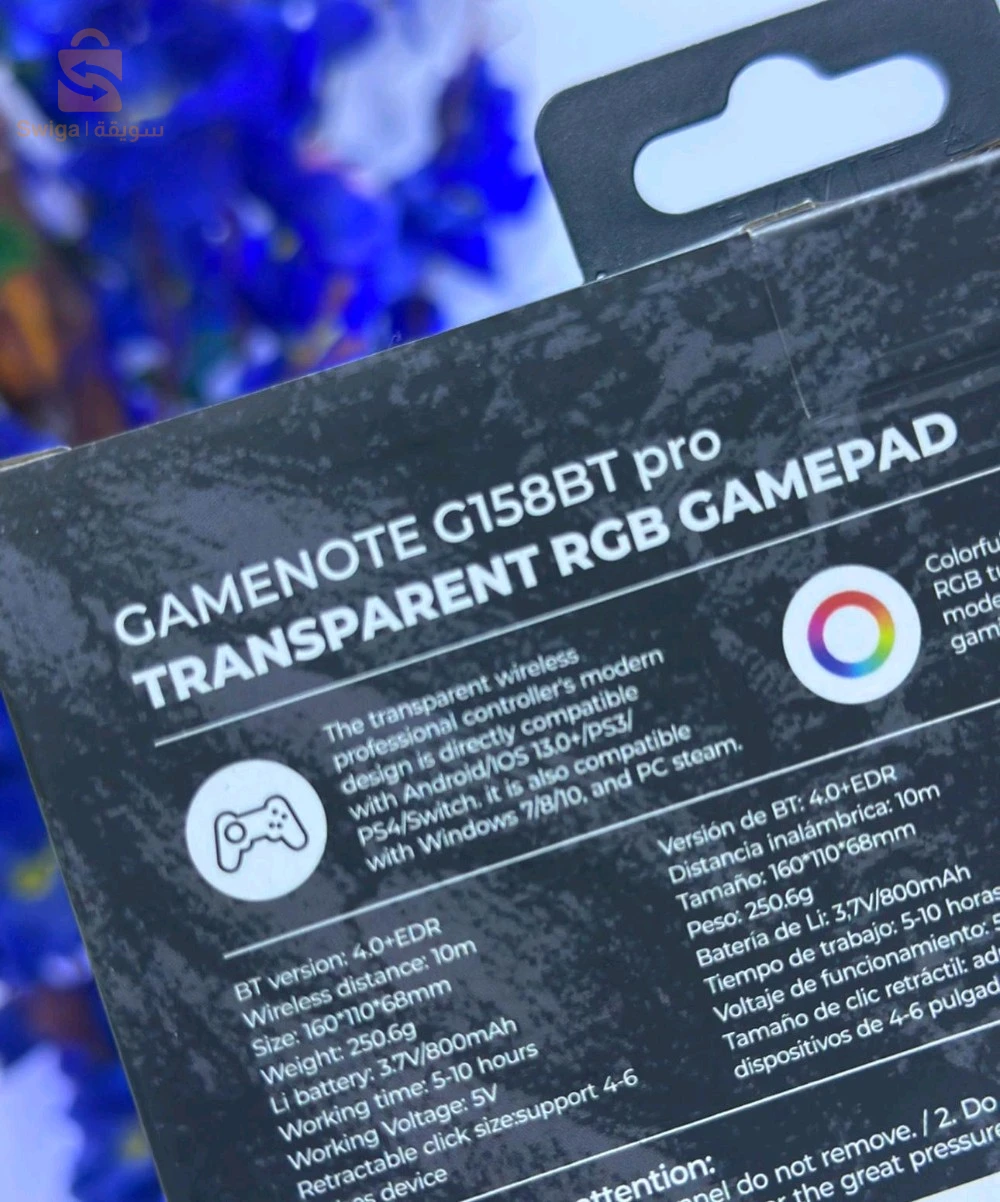 Swiga | سويقة
HAVIT
GAMENOTE G158BT pro
TRANSPARENT RGB GAMEPAD
The transparent wireless
professional controller's modern
design is directly compatible
with Android/IOS 13.0+/PS3/
PS4/Switch. it is also compatible
with Windows 7/8/10, and PC steam.
Colorfu
RGB tu
mode
gam
BT version: 4.0+EDR
Wireless distance: 10m
Size: 160*110*68mm
Weight: 250.6g
Li battery: 3.7V/800mAh
Working time: 5-10 hours
Working Voltage: 5V
Retractable click size:support 4-6
hes device
Versión de BT: 4.0+EDR
Distancia inalámbrica: 10m
Tamaño: 160*110*68mm
Peso: 250.6g
Batería de Li: 3,7V/800mAh
Tiempo de trabajo: 5-10 horas
Voltaje de funcionamiento: 5
Tamaño de clic retráctil: ad
dispositivos de 4-6 pulgad
ttention:
nel do not remove. / 2. Do
r the great pressure